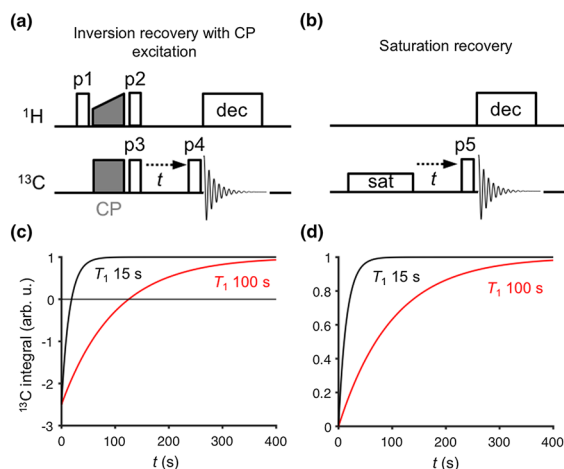 (a)
Inversion recovery with CP
excitation
p1
p2
¹H
dec
p3
p4
t
¹³C
CP
(b)
Saturation recovery
dec
p5
sat
t
(c)
1
0
-1
-2
-3
T₁ 15 s
T₁ 100 s
¹³C integral (arb. u.)
0 100 200 300 400
t (s)
(d)
1
0.8
0.6
0.4
0.2
0
T₁ 15 s
T₁ 100 s
0 100 200 300 400
t (s)